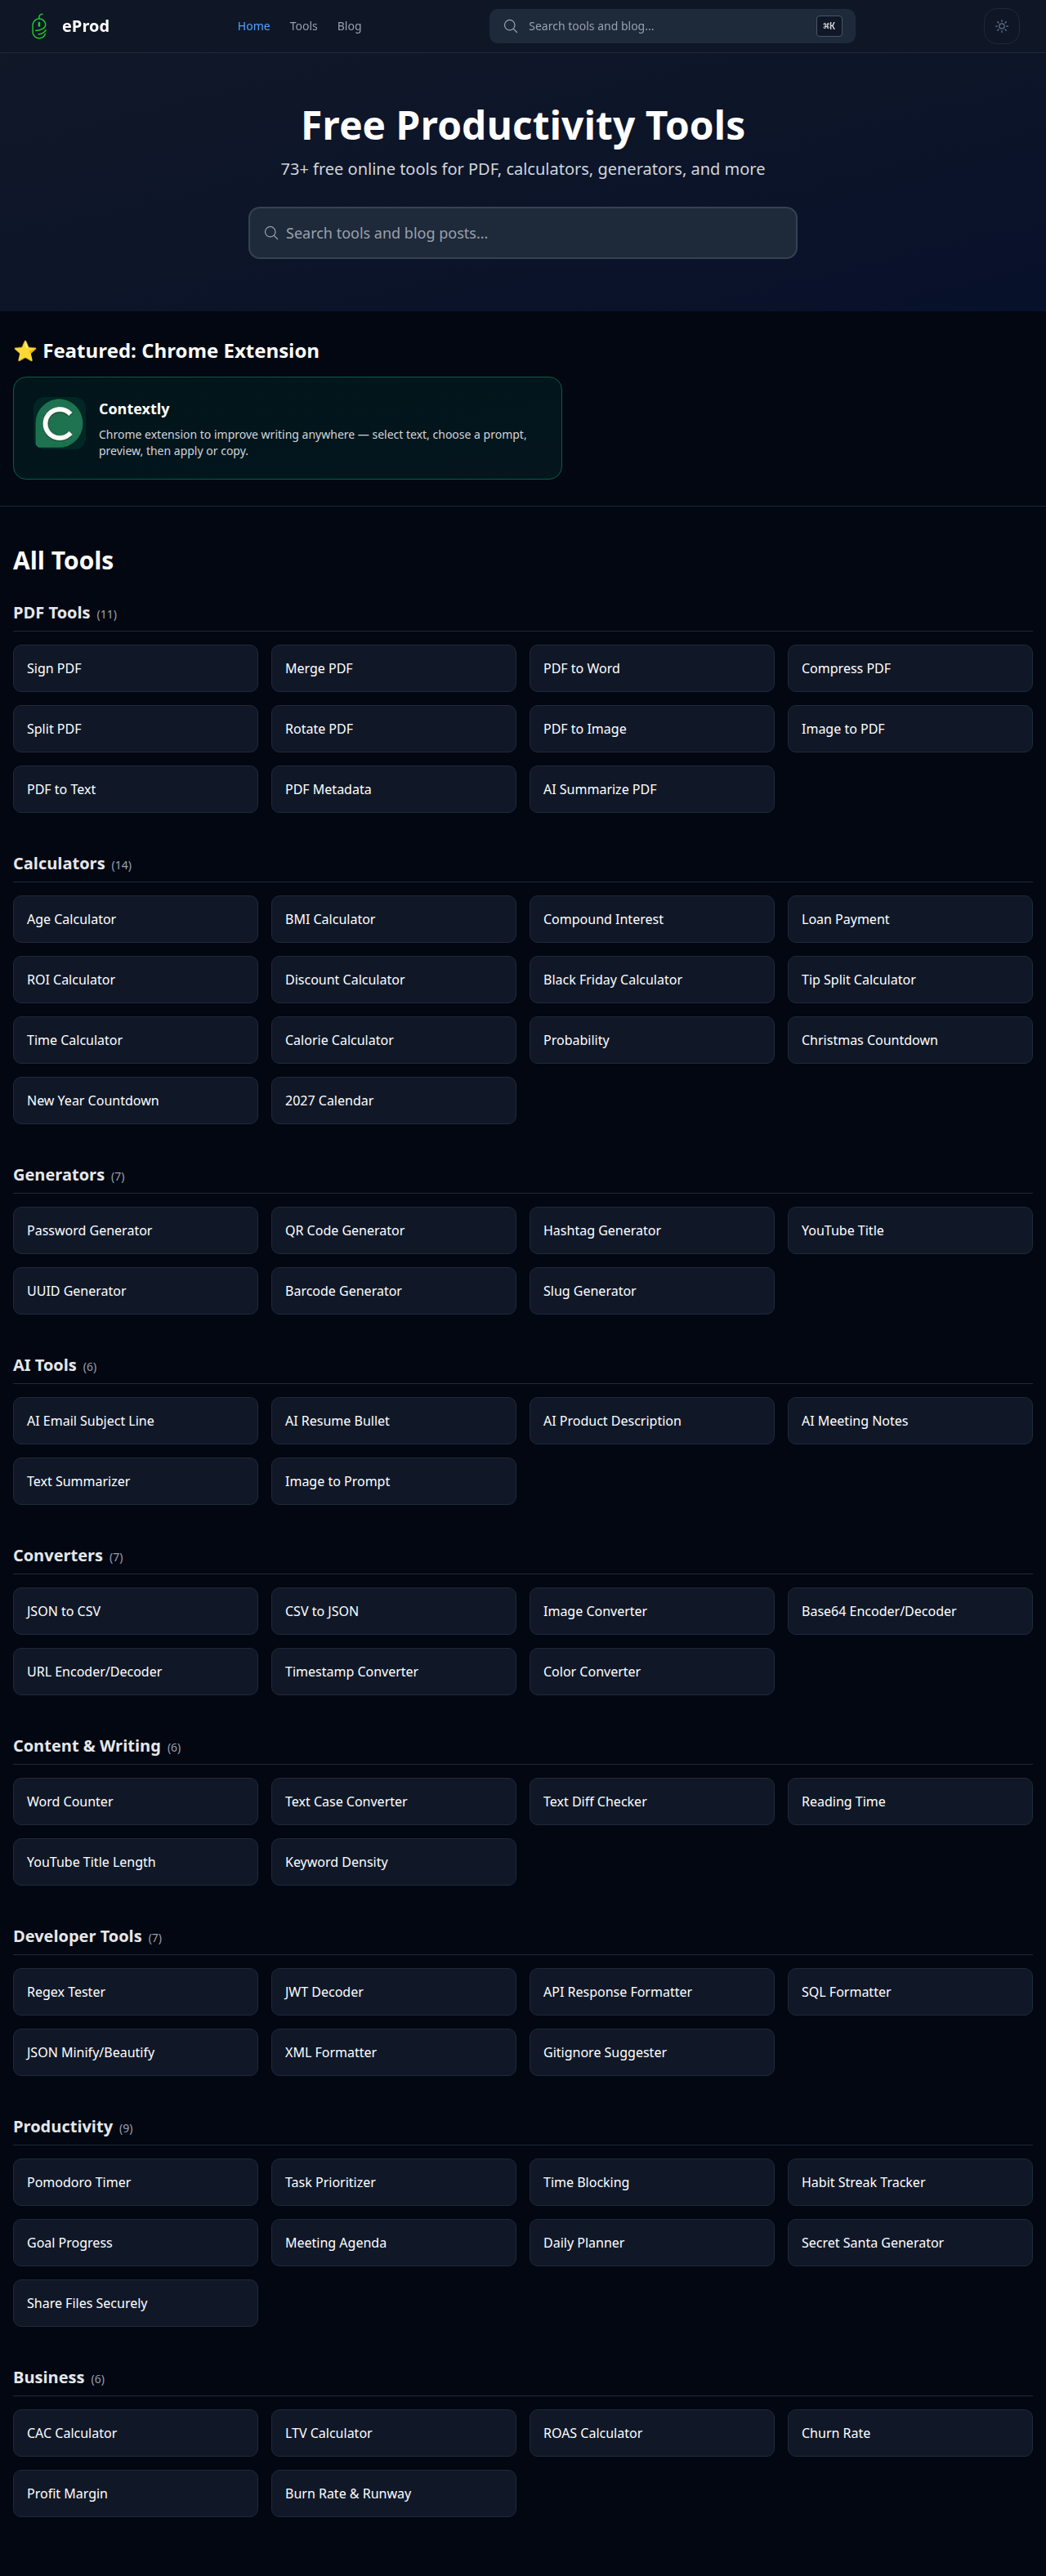 eProd
Home Tools Blog
Search tools and blog... ⌘K
Free Productivity Tools
73+ free online tools for PDF, calculators, generators, and more
Search tools and blog posts...
⭐ Featured: Chrome Extension
C
Contextly
Chrome extension to improve writing anywhere — select text, choose a prompt,
preview, then apply or copy.
All Tools
PDF Tools (11)
Sign PDF Merge PDF PDF to Word Compress PDF
Split PDF Rotate PDF PDF to Image Image to PDF
PDF to Text PDF Metadata AI Summarize PDF
Calculators (14)
Age Calculator BMI Calculator Compound Interest Loan Payment
ROI Calculator Discount Calculator Black Friday Calculator Tip Split Calculator
Time Calculator Calorie Calculator Probability Christmas Countdown
New Year Countdown 2027 Calendar
Generators (7)
Password Generator QR Code Generator Hashtag Generator YouTube Title
UUID Generator Barcode Generator Slug Generator
AI Tools (6)
AI Email Subject Line AI Resume Bullet AI Product Description AI Meeting Notes
Text Summarizer Image to Prompt
Converters (7)
JSON to CSV CSV to JSON Image Converter Base64 Encoder/Decoder
URL Encoder/Decoder Timestamp Converter Color Converter
Content & Writing (6)
Word Counter Text Case Converter Text Diff Checker Reading Time
YouTube Title Length Keyword Density
Developer Tools (7)
Regex Tester JWT Decoder API Response Formatter SQL Formatter
JSON Minify/Beautify XML Formatter Gitignore Suggester
Productivity (9)
Pomodoro Timer Task Prioritizer Time Blocking Habit Streak Tracker
Goal Progress Meeting Agenda Daily Planner Secret Santa Generator
Share Files Securely
Business (6)
CAC Calculator LTV Calculator ROAS Calculator Churn Rate
Profit Margin Burn Rate & Runway